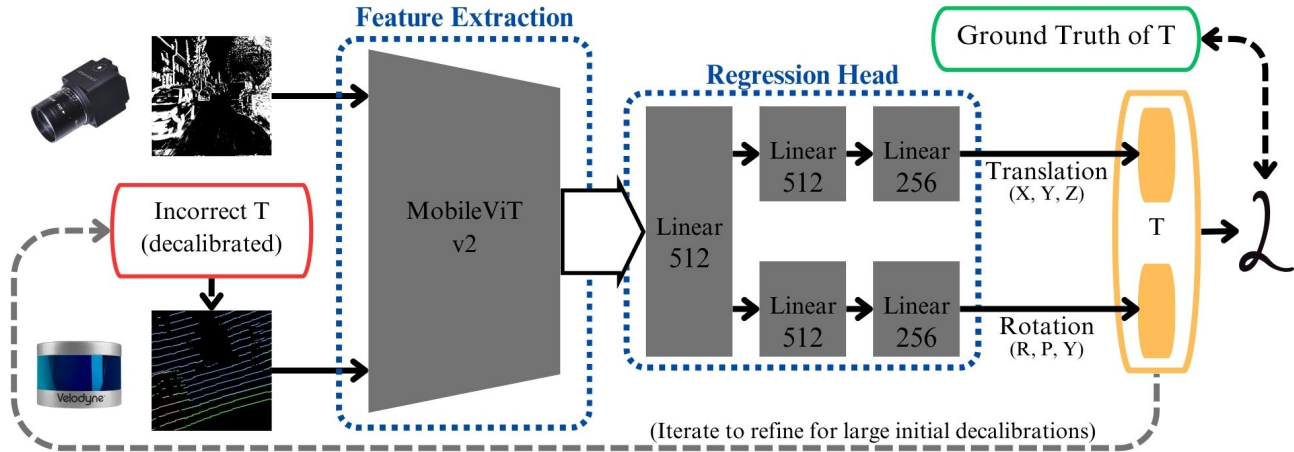 Feature Extraction
Ground Truth of T
Regression Head
Incorrect T
(decalibrated)
MobileViT
v2
Linear
512
Linear
512
Linear
256
Translation
(X, Y, Z)
T
ℒ
Linear
512
Linear
256
Rotation
(R, P, Y)
Velodyne
(Iterate to refine for large initial decalibrations)